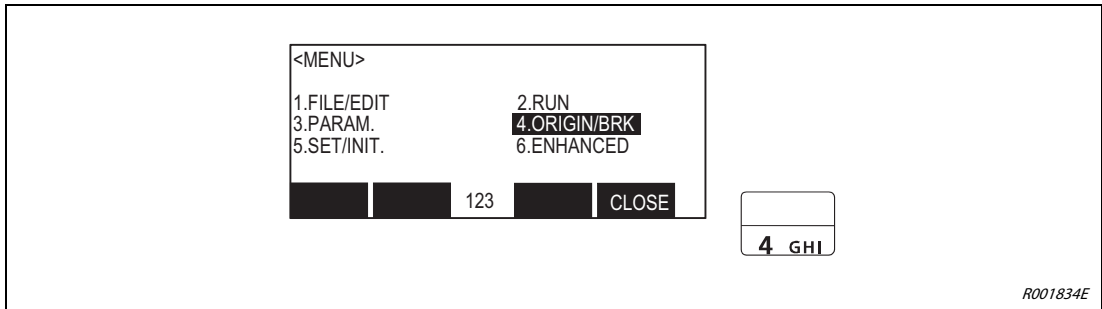 <MENU>
1.FILE/EDIT 2.RUN
3.PARAM. 4.ORIGIN/BRK
5.SET/INIT. 6.ENHANCED
123 CLOSE
4 GHI
R001834E